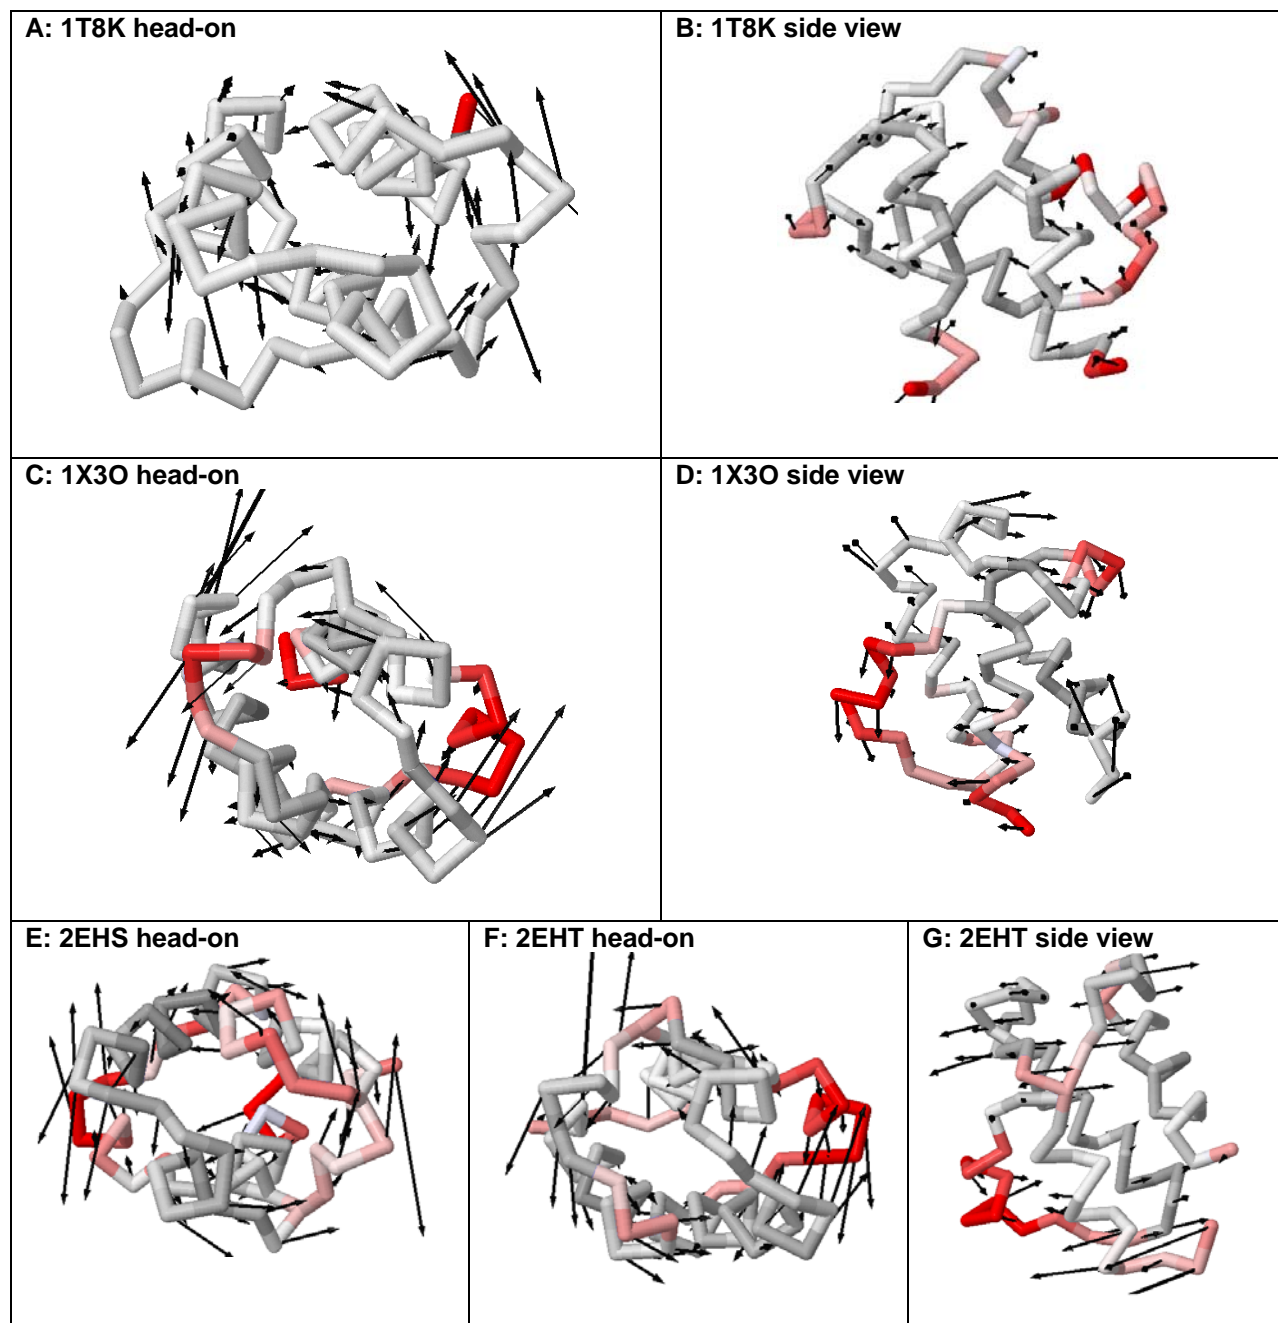 A: 1T8K head-on
B: 1T8K side view
C: 1X3O head-on
D: 1X3O side view
E: 2EHS head-on
F: 2EHT head-on
G: 2EHT side view